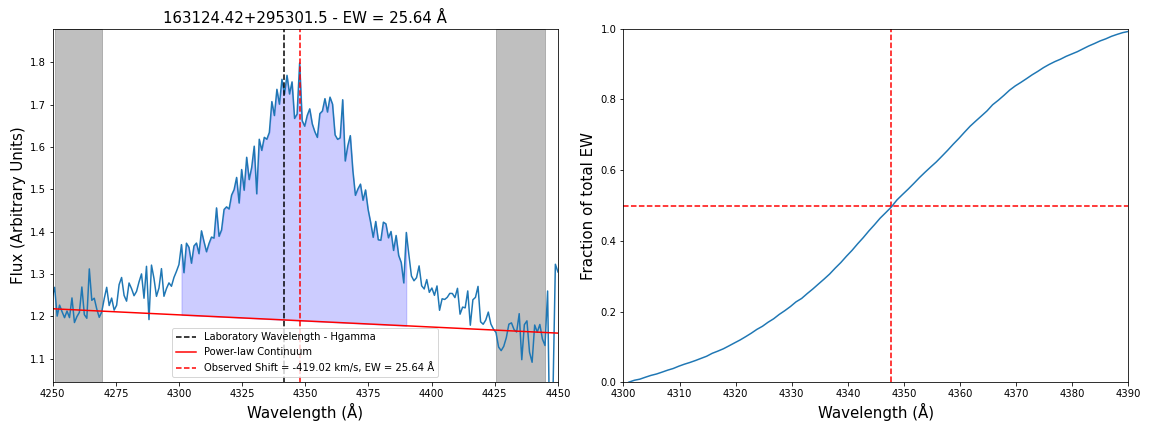 163124.42+295301.5 - EW = 25.64 Å
Flux (Arbitrary Units)
1.8
1.7
1.6
1.5
1.4
1.3
1.2
1.1
Laboratory Wavelength - Hgamma
Power-law Continuum
Observed Shift = -419.02 km/s, EW = 25.64 Å
4250 4275 4300 4325 4350 4375 4400 4425 4450
Wavelength (Å)
Fraction of total EW
1.0
0.8
0.6
0.4
0.2
0.0
4300 4310 4320 4330 4340 4350 4360 4370 4380 4390
Wavelength (Å)